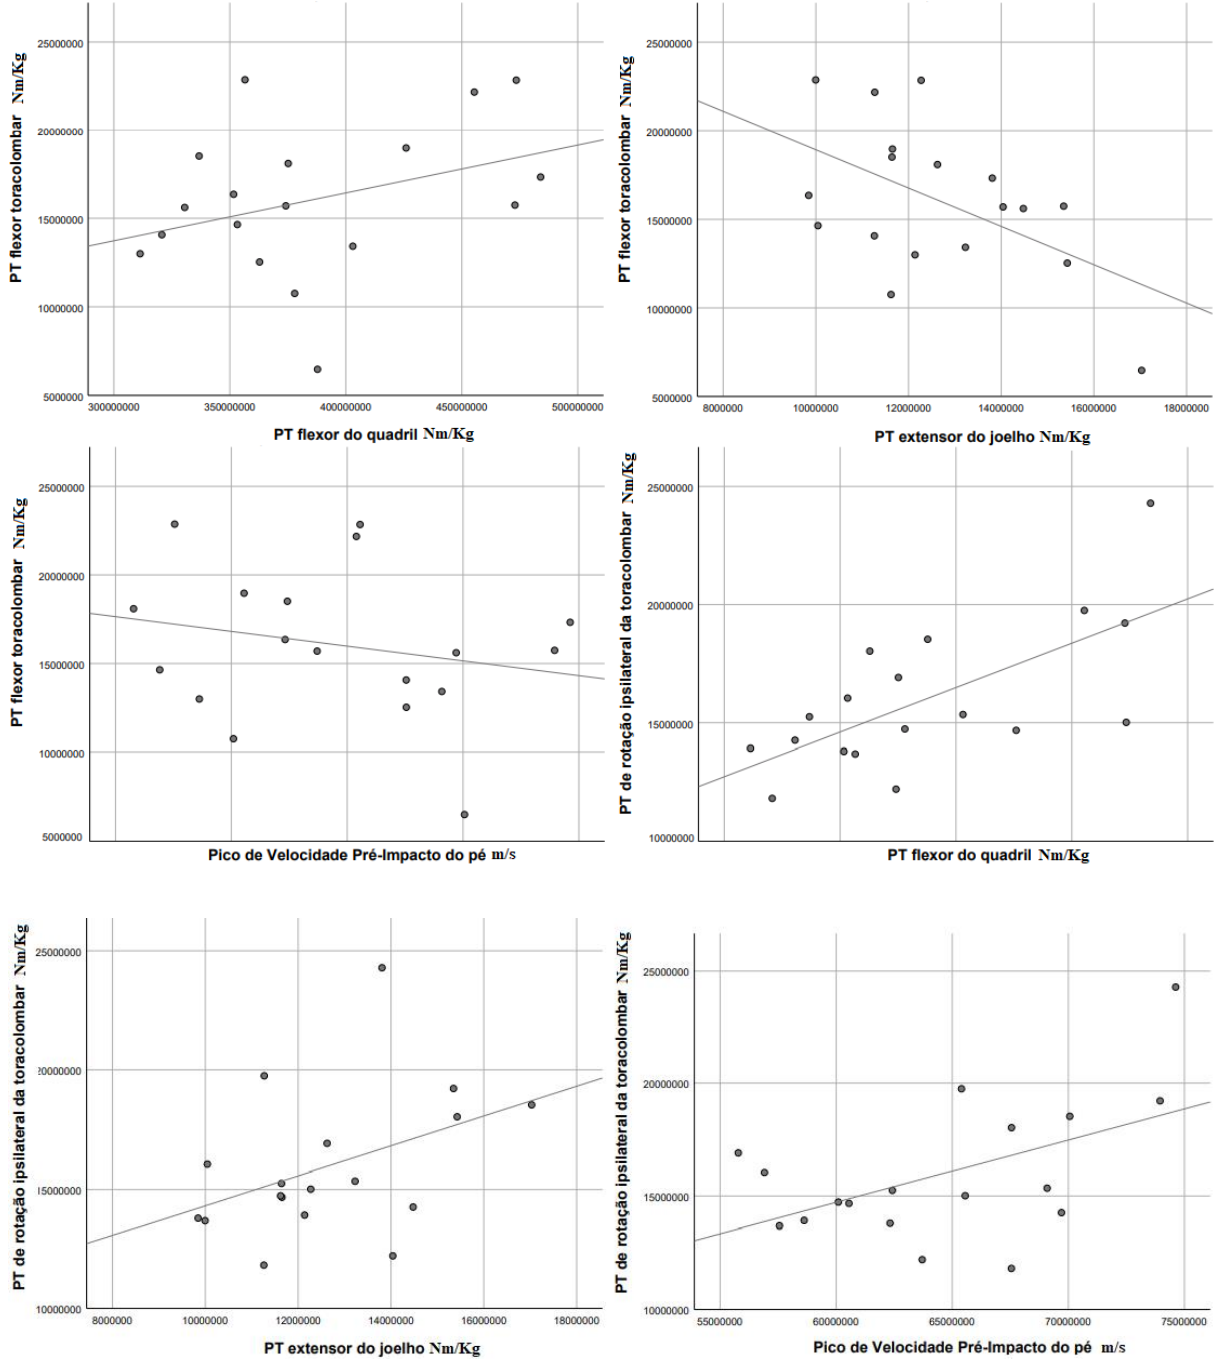 PT flexor toracolombar Nm/Kg
25000000
20000000
15000000
10000000
5000000
300000000 350000000 400000000 450000000 500000000
PT flexor do quadril Nm/Kg
PT flexor toracolombar Nm/Kg
25000000
20000000
15000000
10000000
5000000
8000000 10000000 12000000 14000000 16000000 18000000
PT extensor do joelho Nm/Kg
PT flexor toracolombar Nm/Kg
25000000
20000000
15000000
10000000
5000000
Pico de Velocidade Pré-Impacto do pé m/s
PT de rotação ipsilateral da toracolombar Nm/Kg
25000000
20000000
15000000
10000000
PT flexor do quadril Nm/Kg
PT de rotação ipsilateral da toracolombar Nm/Kg
25000000
20000000
15000000
10000000
8000000 10000000 12000000 14000000 16000000 18000000
PT extensor do joelho Nm/Kg
PT de rotação ipsilateral da toracolombar Nm/Kg
25000000
20000000
15000000
10000000
55000000 60000000 65000000 70000000 75000000
Pico de Velocidade Pré-Impacto do pé m/s